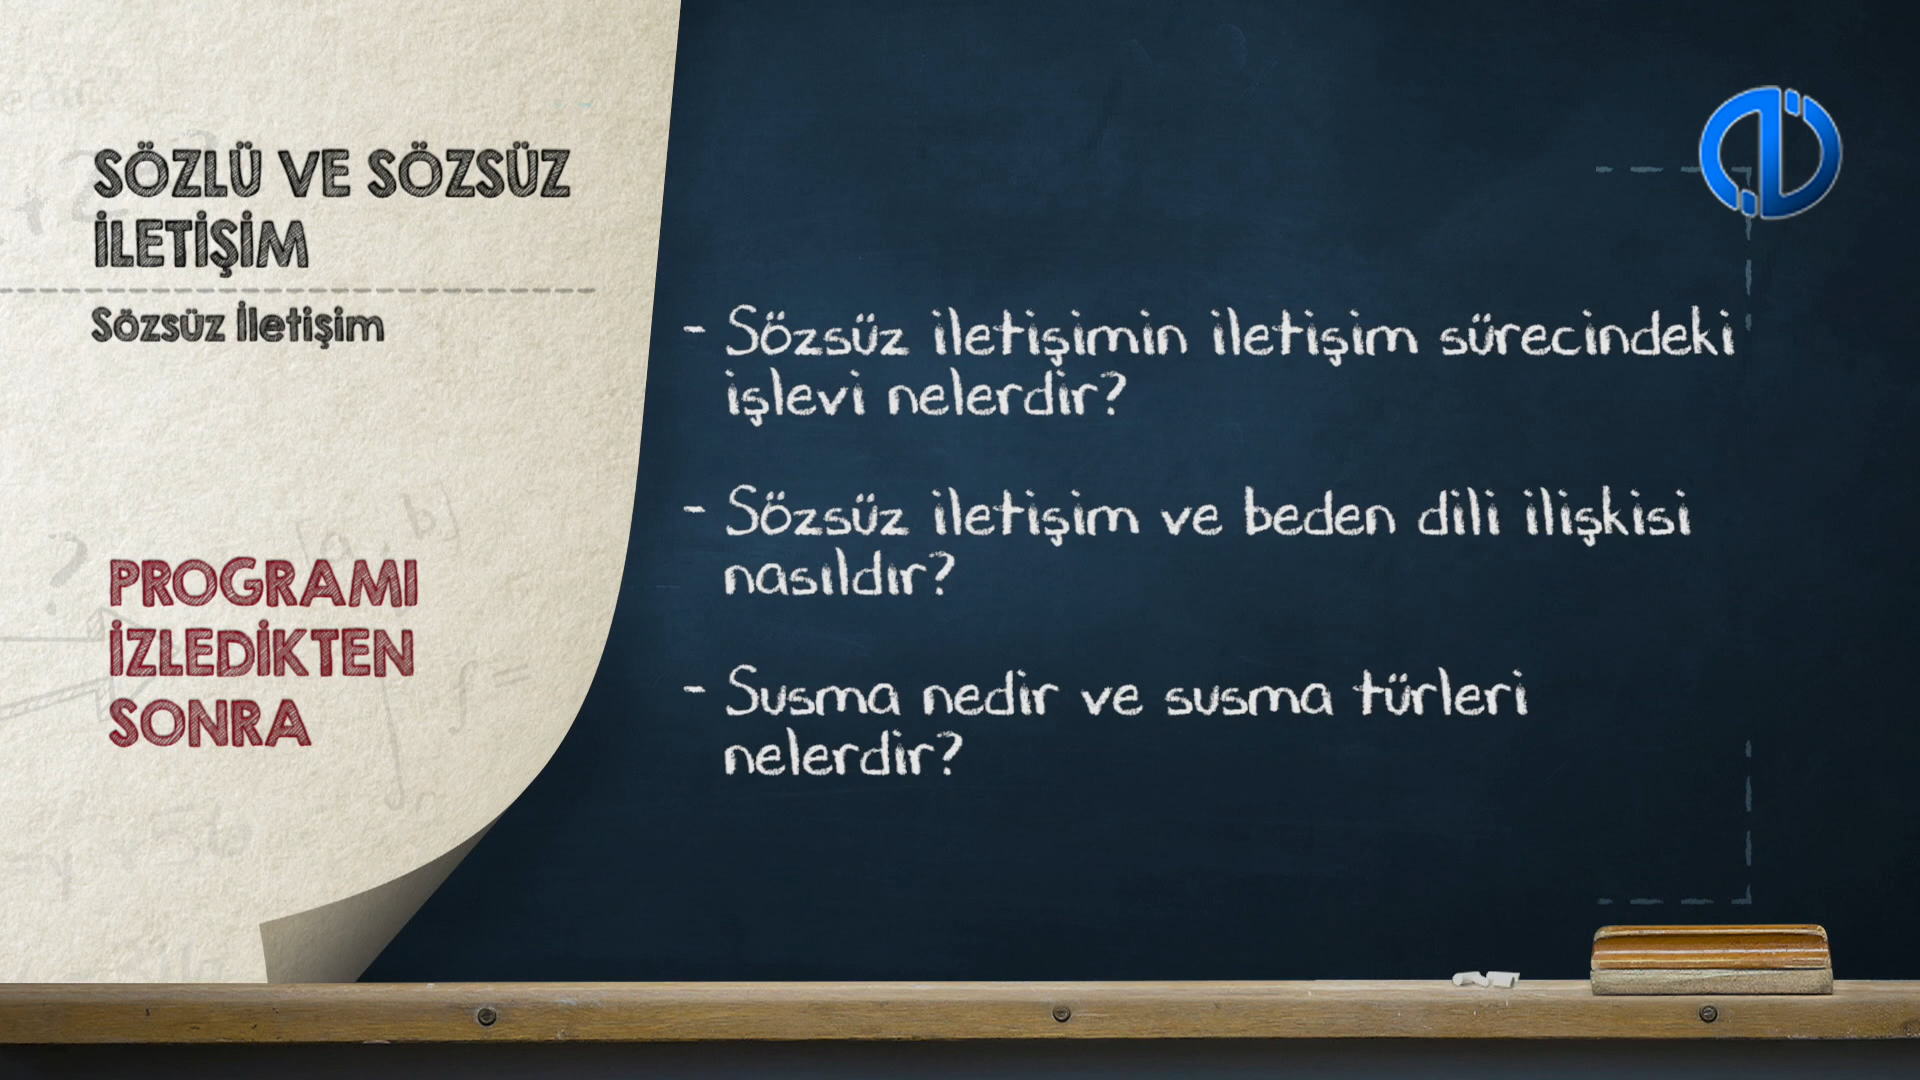 SÖZLÜ VE SÖZSÜZ
İLETİŞİM
Sözsüz İletişim
PROGRAMI
İZLEDİKTEN
SONRA
- Sözsüz iletişimin iletişim sürecindeki
işlevi nelerdir?
- Sözsüz iletişim ve beden dili ilişkisi
nasıldır?
- Susma nedir ve susma türleri
nelerdir?